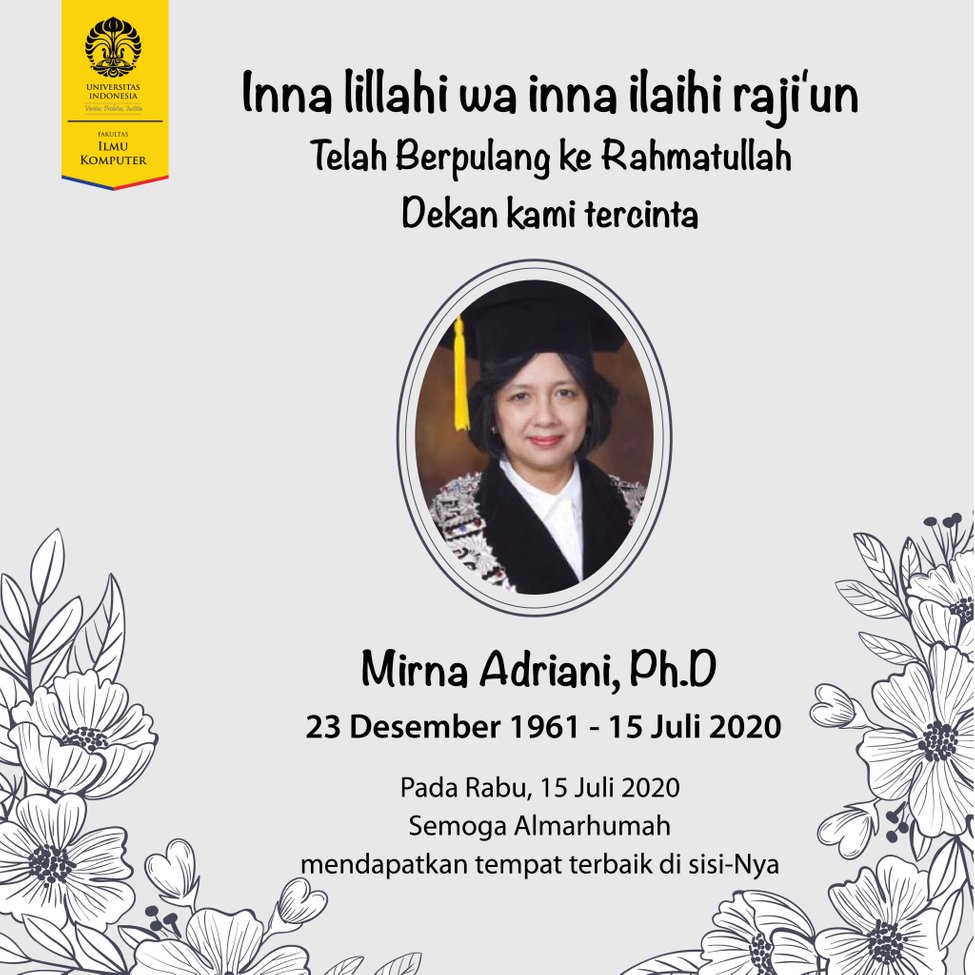 UNIVERSITAS
INDONESIA
Veritas, Probitas, Justitia
FAKULTAS
ILMU
KOMPUTER
Inna lillahi wa inna ilaihi raji'un
Telah Berpulang ke Rahmatullah
Dekan kami tercinta
Mirna Adriani, Ph.D
23 Desember 1961 - 15 Juli 2020
Pada Rabu, 15 Juli 2020
Semoga Almarhumah
mendapatkan tempat terbaik di sisi-Nya